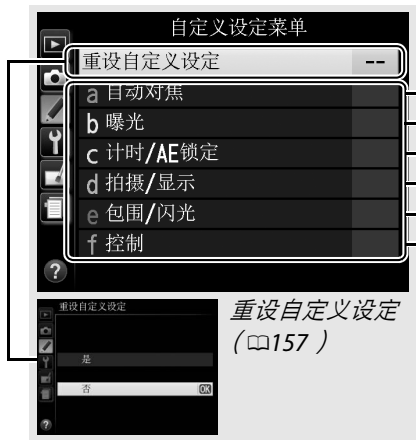 自定义设定菜单
重设自定义设定 --
a 自动对焦
b 曝光
c 计时/AE锁定
d 拍摄/显示
e 包围/闪光
f 控制
?
重设自定义设定
是
否 OK
?
重设自定义设定
（📖157）